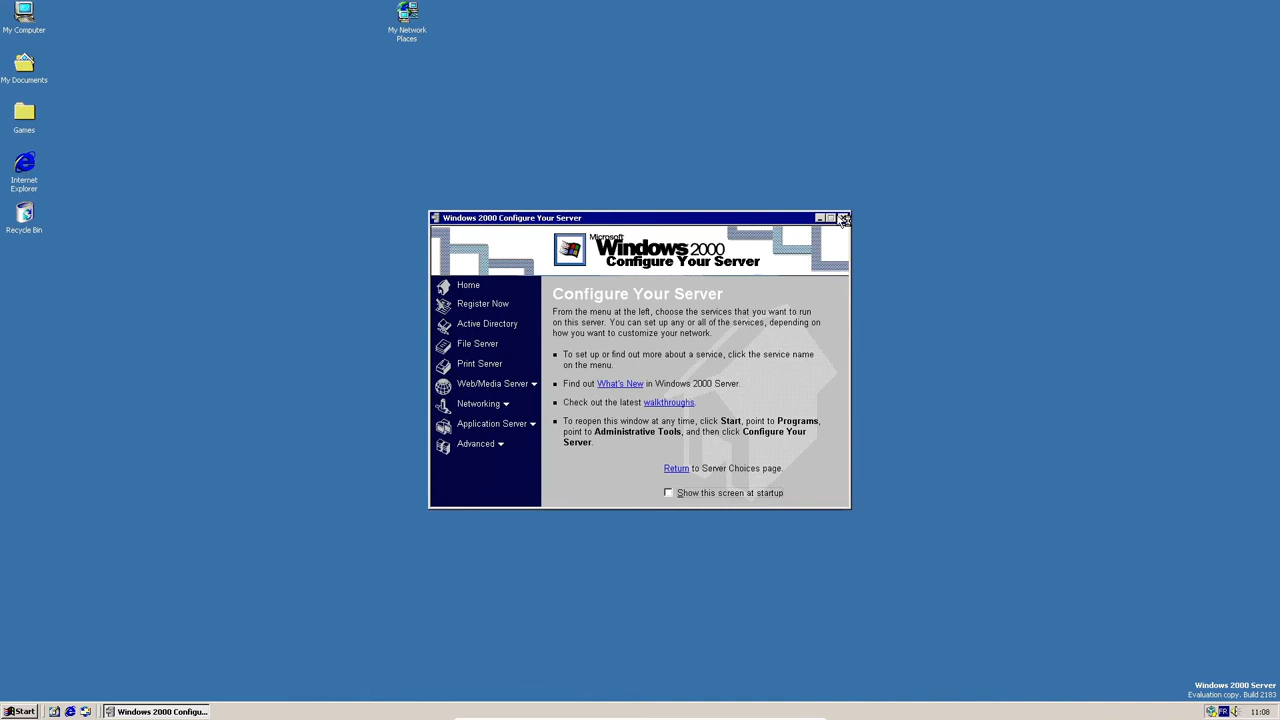 My Computer
My Network
Places
My Documents
Games
Internet
Explorer
Recycle Bin
Windows 2000 Configure Your Server
Microsoft
Windows 2000
Configure Your Server
Home
Register Now
Active Directory
File Server
Print Server
Web/Media Server
Networking
Application Server
Advanced
Configure Your Server
From the menu at the left, choose the services that you want to run
on this server. You can set up any or all of the services, depending on
how you want to customize your network.
To set up or find out more about a service, click the service name
on the menu.
Find out What's New in Windows 2000 Server.
Check out the latest walkthroughs.
To reopen this window at any time, click Start, point to Programs,
point to Administrative Tools, and then click Configure Your
Server.
Return to Server Choices page.
Show this screen at startup
Windows 2000 Server
Evaluation copy. Build 2183
Start
Windows 2000 Configu...
FR
11:08